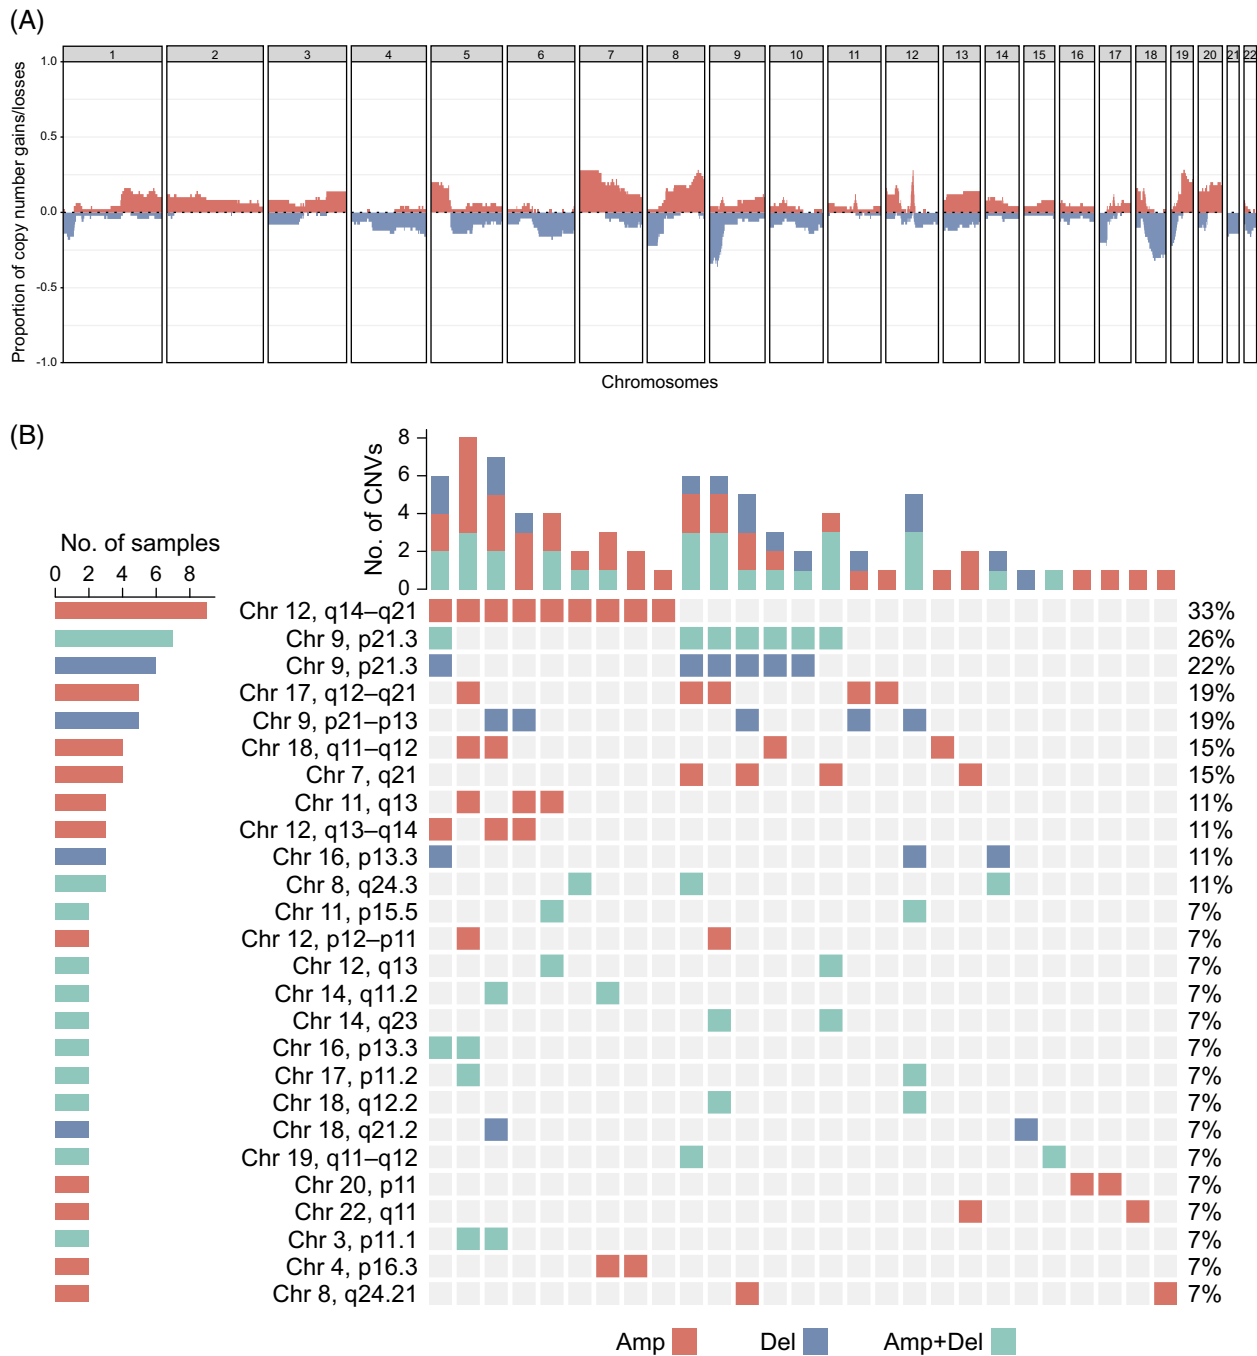 (A)
1 2 3 4 5 6 7 8 9 10 11 12 13 14 15 16 17 18 19 20 21 22
Proportion of copy number gains/losses
1.0
0.5
0.0
-0.5
-1.0
Chromosomes
(B)
No. of CNVs
8
6
4
2
0
No. of samples
0 2 4 6 8
Chr 12, q14–q21 33%
Chr 9, p21.3 26%
Chr 9, p21.3 22%
Chr 17, q12–q21 19%
Chr 9, p21–p13 19%
Chr 18, q11–q12 15%
Chr 7, q21 15%
Chr 11, q13 11%
Chr 12, q13–q14 11%
Chr 16, p13.3 11%
Chr 8, q24.3 11%
Chr 11, p15.5 7%
Chr 12, p12–p11 7%
Chr 12, q13 7%
Chr 14, q11.2 7%
Chr 14, q23 7%
Chr 16, p13.3 7%
Chr 17, p11.2 7%
Chr 18, q12.2 7%
Chr 18, q21.2 7%
Chr 19, q11–q12 7%
Chr 20, p11 7%
Chr 22, q11 7%
Chr 3, p11.1 7%
Chr 4, p16.3 7%
Chr 8, q24.21 7%
Amp Del Amp+Del